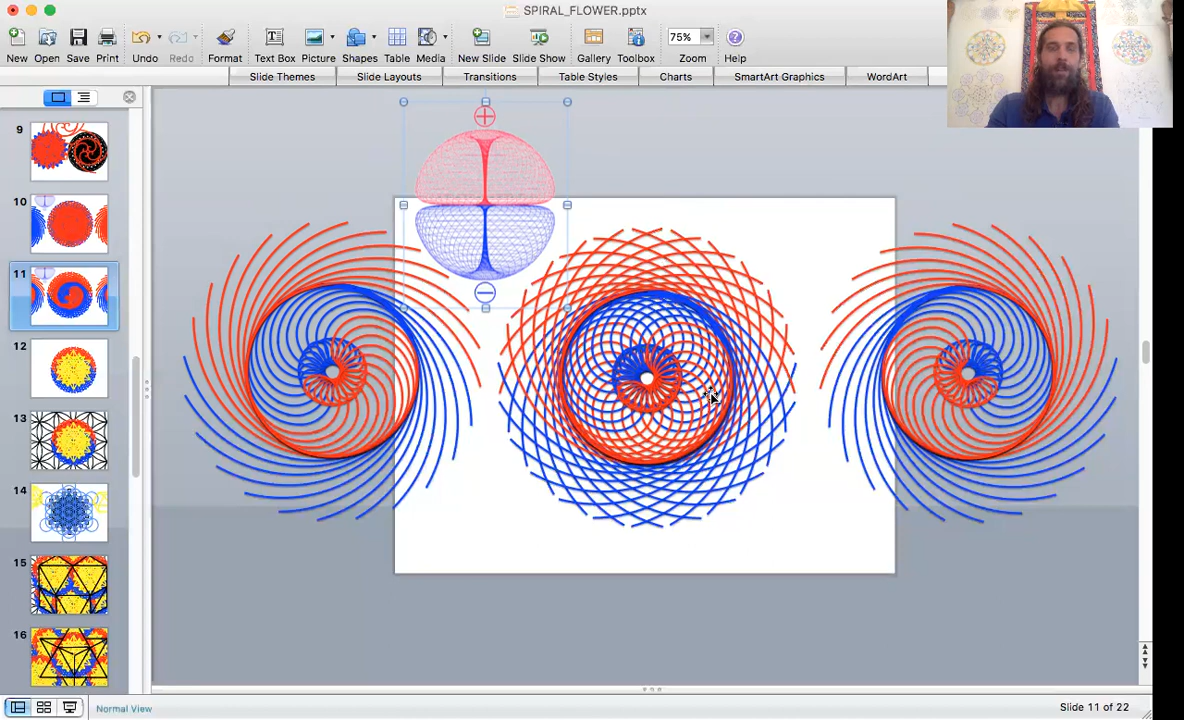 SPIRAL_FLOWER.pptx
New Open Save Print Undo Redo Format Text Box Picture Shapes Table Media New Slide Slide Show Gallery Toolbox 75% Zoom Help
Slide Themes Slide Layouts Transitions Table Styles Charts SmartArt Graphics WordArt
9
10
11
12
13
14
15
16
Normal View
Slide 11 of 22